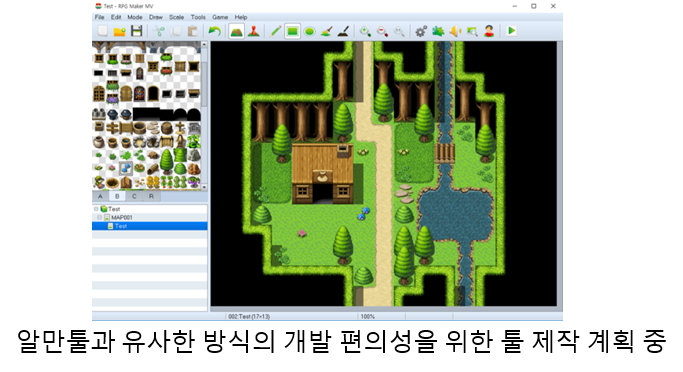 Test - RPG Maker MV
File Edit Mode Draw Scale Tools Game Help
A B C R
Test
MAP001
Test
002:Test (17×13) 100%
알만툴과 유사한 방식의 개발 편의성을 위한 툴 제작 계획 중